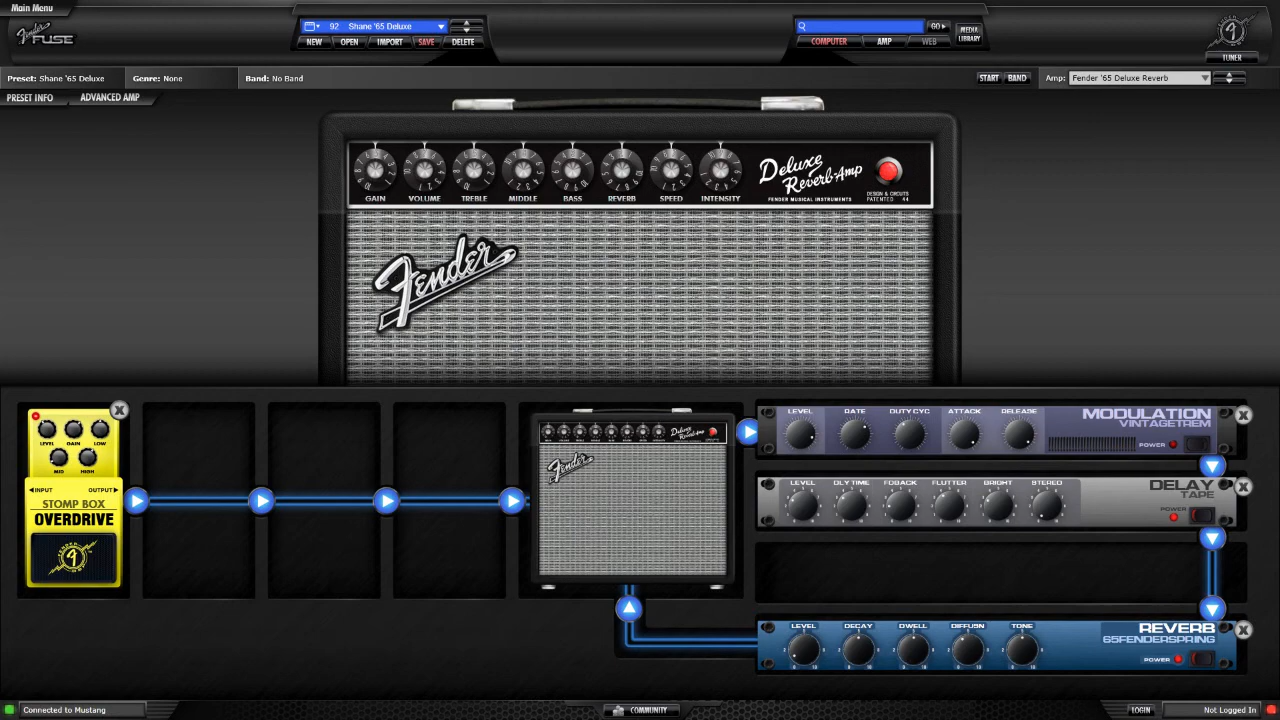 Main Menu
Fender FUSE
92 Shane '65 Deluxe
NEW OPEN IMPORT SAVE DELETE
GO
COMPUTER AMP WEB
MEDIA LIBRARY
TUNER
Preset: Shane '65 Deluxe
Genre: None
Band: No Band
START BAND
Amp: Fender '65 Deluxe Reverb
PRESET INFO ADVANCED AMP
GAIN VOLUME TREBLE MIDDLE BASS REVERB SPEED INTENSITY
Deluxe
Reverb-Amp
FENDER MUSICAL INSTRUMENTS
DESIGN & CIRCUITS
PATENTED 44
Fender
LEVEL GAIN LOW
MID HIGH
INPUT OUTPUT
STOMP BOX
OVERDRIVE
Deluxe Reverb-Amp
Fender
LEVEL RATE DUTY CYC ATTACK RELEASE
MODULATION
VINTAGETREM
POWER
LEVEL DLY TIME FDBACK FLUTTER BRIGHT STEREO
DELAY
TAPE
POWER
LEVEL DECAY DWELL DIFFUSN TONE
REVERB
65FENDERSPRING
POWER
Connected to Mustang
COMMUNITY
LOGIN
Not Logged In